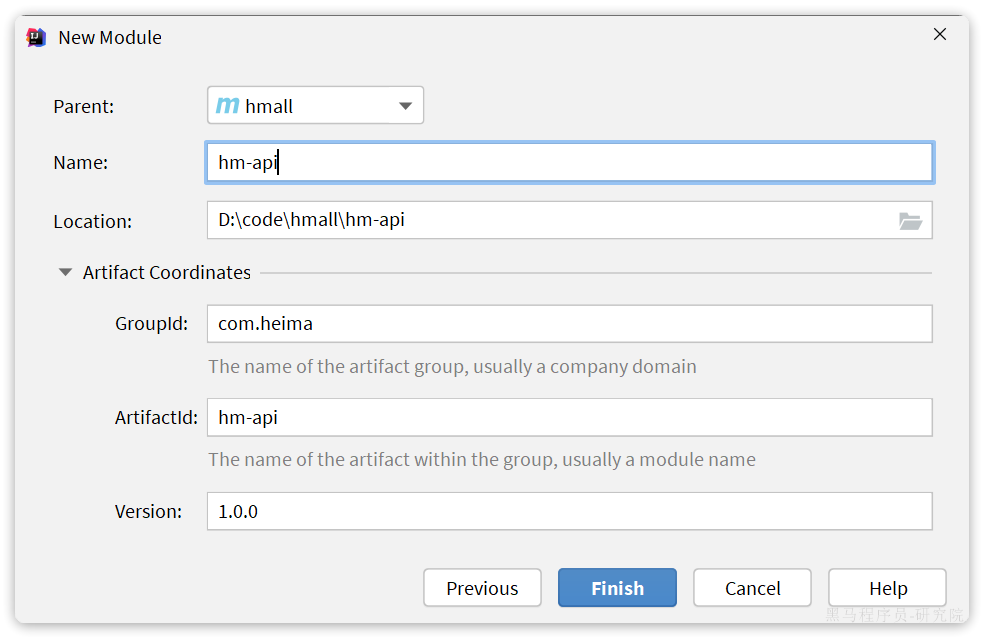 New Module
Parent: hmall
Name: hm-api
Location: D:\code\hmall\hm-api
Artifact Coordinates
GroupId: com.heima
The name of the artifact group, usually a company domain
ArtifactId: hm-api
The name of the artifact within the group, usually a module name
Version: 1.0.0
Previous Finish Cancel Help
黑马程序员-研究院